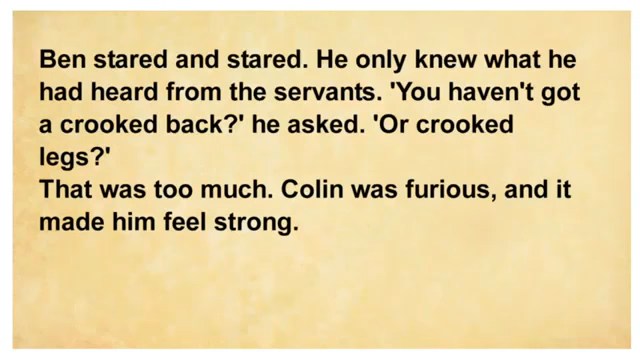 Ben stared and stared. He only knew what he
had heard from the servants. 'You haven't got
a crooked back?' he asked. 'Or crooked
legs?'
That was too much. Colin was furious, and it
made him feel strong.